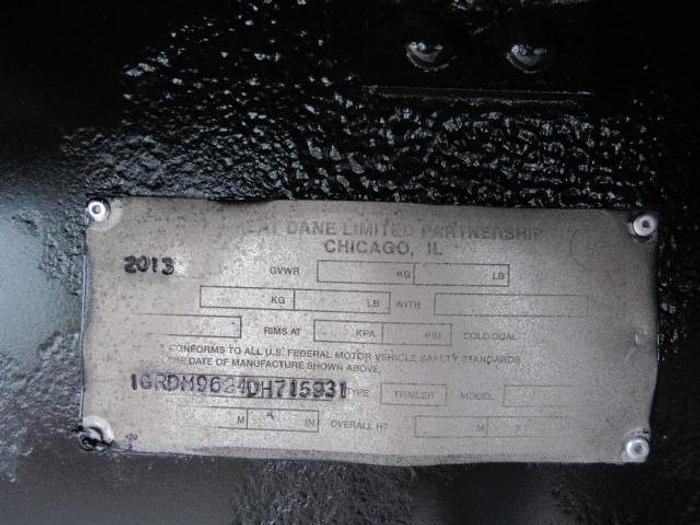 EAT DANE LIMITED PARTNERSHIP
CHICAGO, IL
2013 GVWR KG LB
KG LB WITH
RIMS AT KPA PSI COLD DUAL
CONFORMS TO ALL U.S. FEDERAL MOTOR VEHICLE SAFETY STANDARDS
THE DATE OF MANUFACTURE SHOWN ABOVE.
1GRDM9624DH715931 TYPE TRAILER MODEL
M IN OVERALL HT M